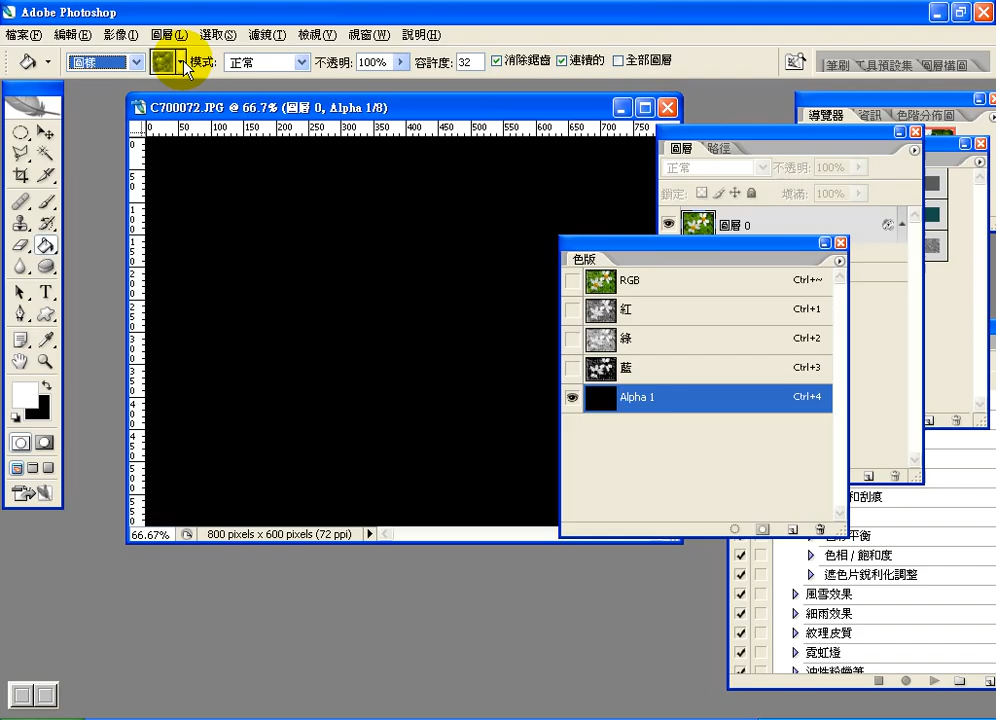 Adobe Photoshop
檔案(F) 編輯(E) 影像(I) 圖層(L) 選取(S) 濾鏡(T) 檢視(V) 視窗(W) 說明(H)
圖樣 模式: 正常 不透明: 100% 容許度: 32 消除鋸齒 連續的 全部圖層 筆刷 工具預設集 圖層構圖
C700072.JPG @ 66.7% (圖層 0, Alpha 1/8)
導覽器 資訊 色階分佈圖
0 50 100 150 200 250 300 350 400 450 500 550 600 650 700 750
圖層 路徑
正常 不透明: 100%
鎖定: 填滿: 100%
圖層 0
色版
RGB Ctrl+~
紅 Ctrl+1
綠 Ctrl+2
藍 Ctrl+3
Alpha 1 Ctrl+4
和刮痕
平衡
色相 / 飽和度
遮色片銳利化調整
風雪效果
細雨效果
紋理皮質
霓虹燈
油性粉蠟筆
66.67% 800 pixels x 600 pixels (72 ppi)